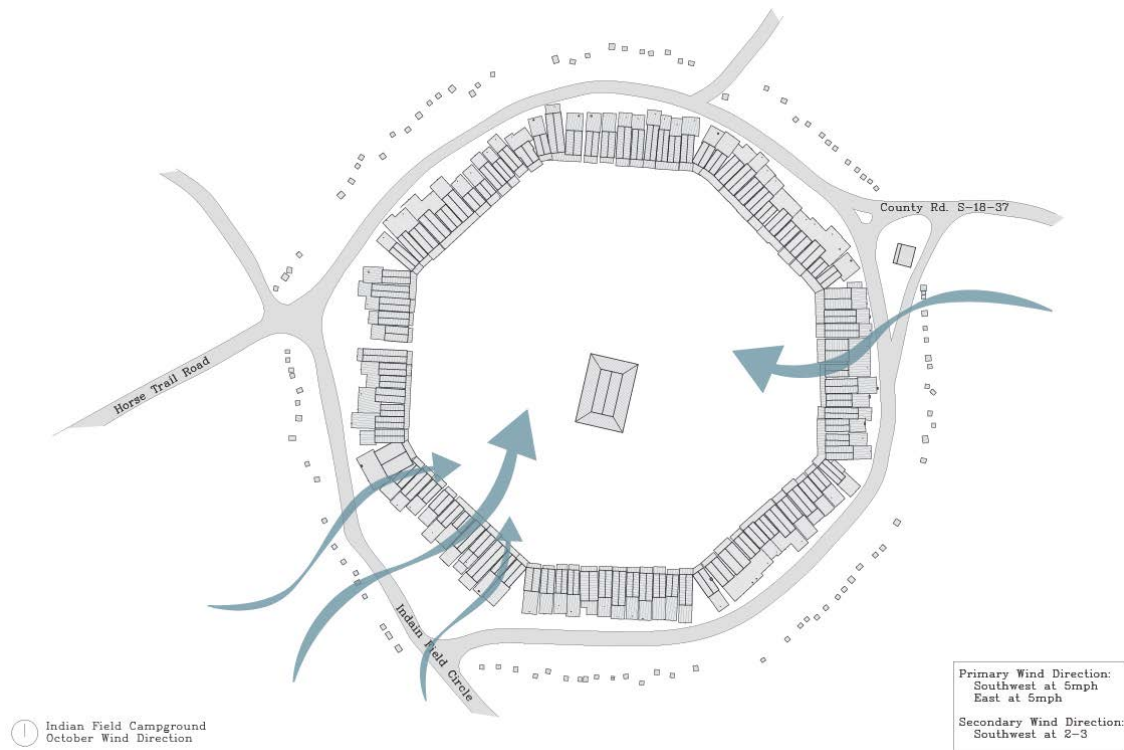 County Rd. S-18-37
Horse Trail Road
Indain Field Circle
Primary Wind Direction:
Southwest at 5mph
East at 5mph
Secondary Wind Direction:
Southwest at 2-3
Indian Field Campground
October Wind Direction